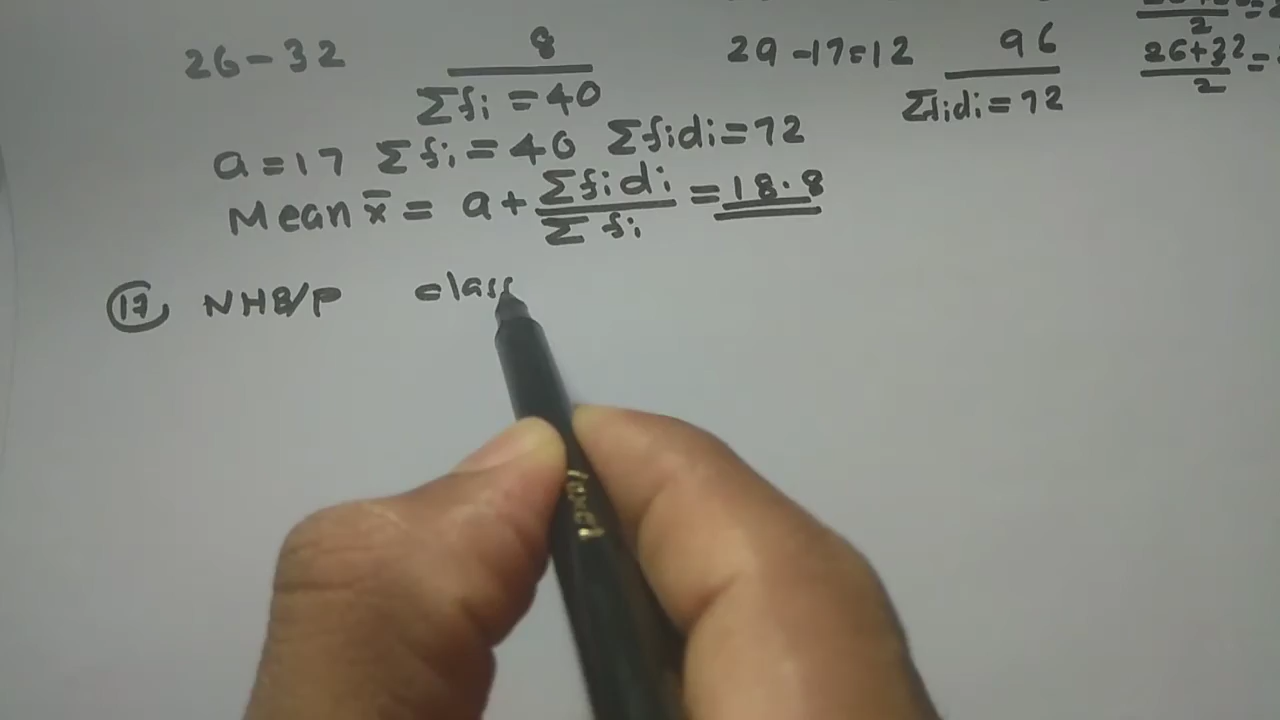 26-32 8 29-17=12 96 26+32/2=
Σfi = 40 Σfidi = 72
a = 17 Σfi = 40 Σfidi = 72
Mean x̄ = a + Σfidi/Σfi = 18.8
17 NHB/P class